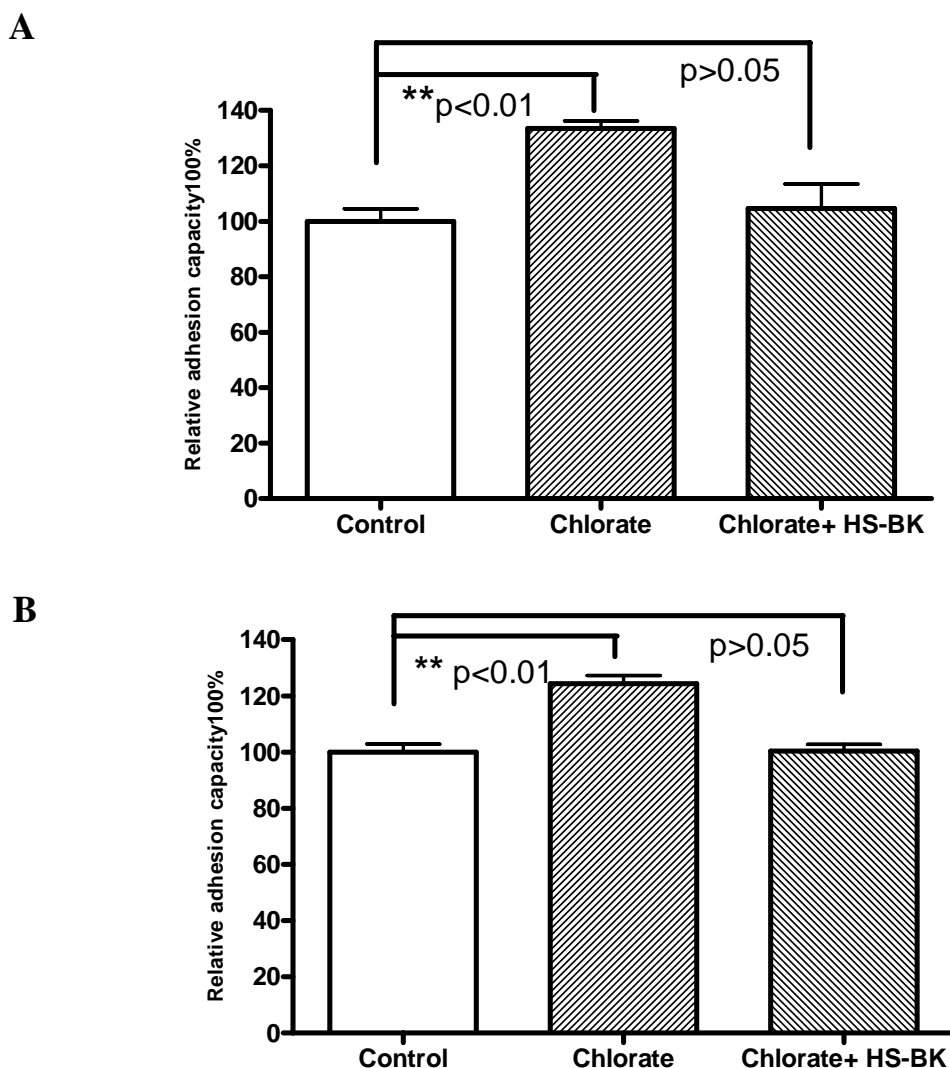 A
p>0.05
**p<0.01
Relative adhesion capacity100%
140
120
100
80
60
40
20
0
Control Chlorate Chlorate+ HS-BK
B
p>0.05
** p<0.01
Relative adhesion capacity100%
140
120
100
80
60
40
20
0
Control Chlorate Chlorate+ HS-BK